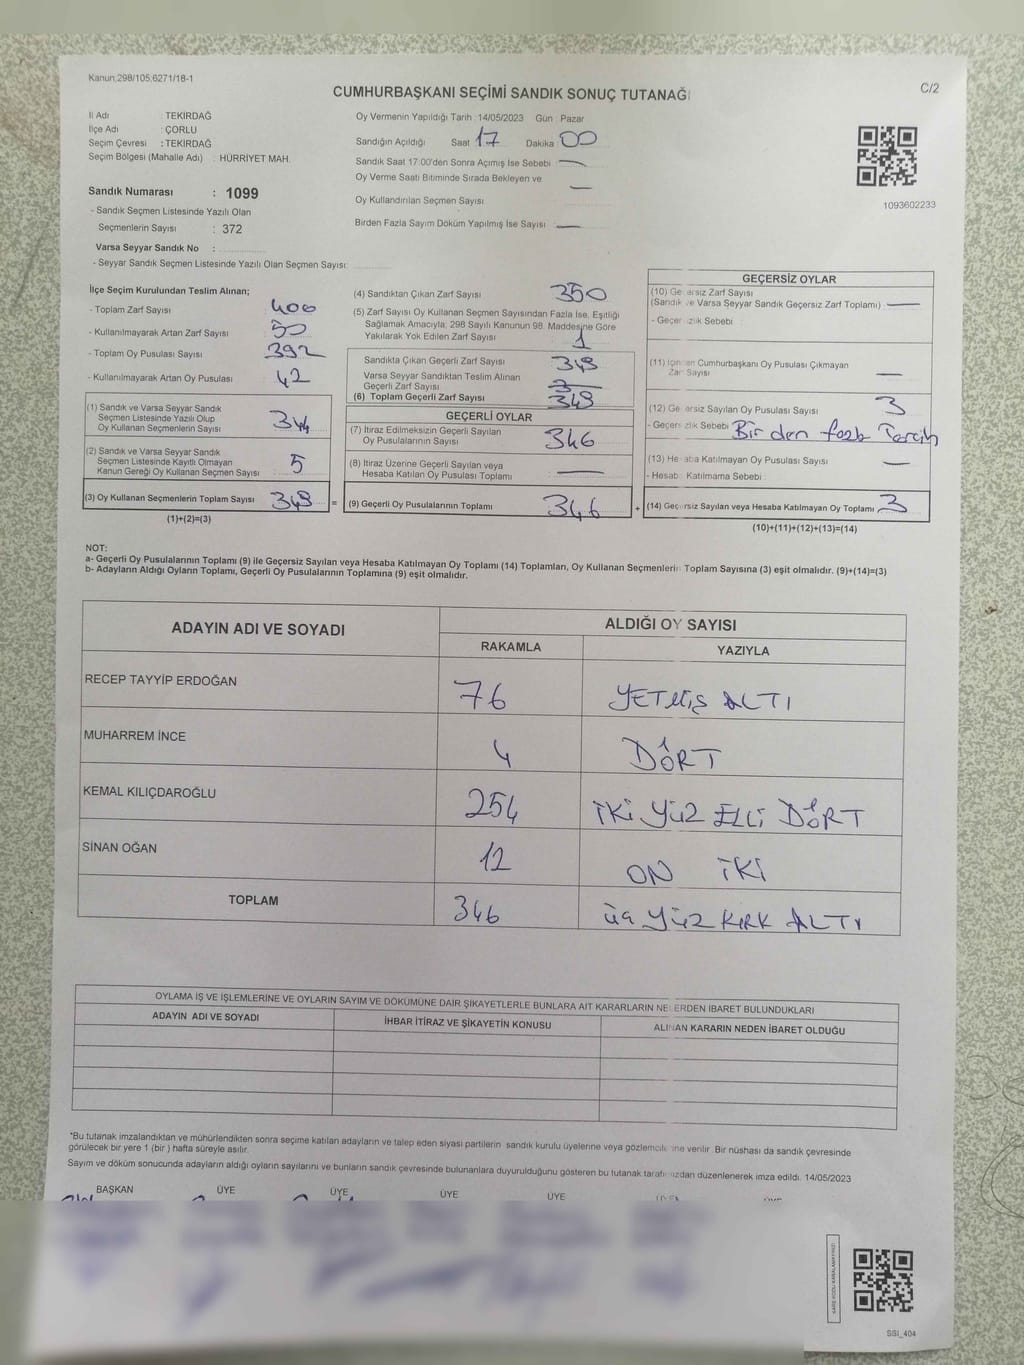 Kanun,298/105,6271/18-1
C/2
CUMHURBAŞKANI SEÇİMİ SANDIK SONUÇ TUTANAĞI
İl Adı : TEKİRDAĞ
İlçe Adı : ÇORLU
Seçim Çevresi : TEKİRDAĞ
Seçim Bölgesi (Mahalle Adı) : HÜRRİYET MAH.
Sandık Numarası : 1099
- Sandık Seçmen Listesinde Yazılı Olan
Seçmenlerin Sayısı : 372
Varsa Seyyar Sandık No :
- Seyyar Sandık Seçmen Listesinde Yazılı Olan Seçmen Sayısı:
Oy Vermenin Yapıldığı Tarih : 14/05/2023 Gün : Pazar
Sandığın Açıldığı Saat 17 Dakika 00
Sandık Saat 17:00'den Sonra Açımış İse Sebebi —
Oy Verme Saati Bitiminde Sırada Bekleyen ve
Oy Kullandırılan Seçmen Sayısı —
Birden Fazla Sayım Döküm Yapılmış İse Sayısı —
1093602233
İlçe Seçim Kurulundan Teslim Alınan;
- Toplam Zarf Sayısı 400
- Kullanılmayarak Artan Zarf Sayısı 50
- Toplam Oy Pusulası Sayısı 392
- Kullanılmayarak Artan Oy Pusulası 42
(1) Sandık ve Varsa Seyyar Sandık
Seçmen Listesinde Yazılı Olup
Oy Kullanan Seçmenlerin Sayısı 344
(2) Sandık ve Varsa Seyyar Sandık
Seçmen Listesinde Kayıtlı Olmayan
Kanun Gereği Oy Kullanan Seçmen Sayısı 5
(3) Oy Kullanan Seçmenlerin Toplam Sayısı 349 =
(1)+(2)=(3)
(4) Sandıktan Çıkan Zarf Sayısı 350
(5) Zarf Sayısı Oy Kullanan Seçmen Sayısından Fazla İse, Eşitliği
Sağlamak Amacıyla, 298 Sayılı Kanunun 98. Maddesine Göre
Yakılarak Yok Edilen Zarf Sayısı 1
Sandıkta Çıkan Geçerli Zarf Sayısı 349
Varsa Seyyar Sandıktan Teslim Alınan
Geçerli Zarf Sayısı
(6) Toplam Geçerli Zarf Sayısı 349
GEÇERLİ OYLAR
(7) İtiraz Edilmeksizin Geçerli Sayılan
Oy Pusulalarının Sayısı 346
(8) İtiraz Üzerine Geçerli Sayılan veya
Hesaba Katılan Oy Pusulası Toplamı —
(9) Geçerli Oy Pusulalarının Toplamı 346 +
GEÇERSİZ OYLAR
(10) Geçersiz Zarf Sayısı
(Sandık ve Varsa Seyyar Sandık Geçersiz Zarf Toplamı) —
- Geçersizlik Sebebi :
(11) İçinden Cumhurbaşkanı Oy Pusulası Çıkmayan
Zarf Sayısı —
(12) Geçersiz Sayılan Oy Pusulası Sayısı 3
- Geçersizlik Sebebi : Birden fazla Tercih
(13) Hesaba Katılmayan Oy Pusulası Sayısı —
- Hesaba Katılmama Sebebi :
(14) Geçersiz Sayılan veya Hesaba Katılmayan Oy Toplamı 3
(10)+(11)+(12)+(13)=(14)
NOT:
a- Geçerli Oy Pusulalarının Toplamı (9) ile Geçersiz Sayılan veya Hesaba Katılmayan Oy Toplamı (14) Toplamları, Oy Kullanan Seçmenlerin Toplam Sayısına (3) eşit olmalıdır. (9)+(14)=(3)
b- Adayların Aldığı Oyların Toplamı, Geçerli Oy Pusulalarının Toplamına (9) eşit olmalıdır.
ADAYIN ADI VE SOYADI
ALDIĞI OY SAYISI
RAKAMLA YAZIYLA
RECEP TAYYİP ERDOĞAN 76 YETMİŞ ALTI
MUHARREM İNCE 4 DÖRT
KEMAL KILIÇDAROĞLU 254 İKİ YÜZ ELLİ DÖRT
SİNAN OĞAN 12 ON İKİ
TOPLAM 346 ÜÇ YÜZ KIRK ALTI
OYLAMA İŞ VE İŞLEMLERİNE VE OYLARIN SAYIM VE DÖKÜMÜNE DAİR ŞİKAYETLERLE BUNLARA AİT KARARLARIN NELERDEN İBARET BULUNDUKLARI
ADAYIN ADI VE SOYADI İHBAR İTİRAZ VE ŞİKAYETİN KONUSU ALINAN KARARIN NEDEN İBARET OLDUĞU
*Bu tutanak imzalandıktan ve mühürlendikten sonra seçime katılan adayların ve talep eden siyasi partilerin sandık kurulu üyelerine veya gözlemcilerine verilir. Bir nüshası da sandık çevresinde
görülecek bir yere 1 (bir ) hafta süreyle asılır.
Sayım ve döküm sonucunda adayların aldığı oyların sayılarını ve bunların sandık çevresinde bulunanlara duyurulduğunu gösteren bu tutanak tarafımızdan düzenlenerek imza edildi. 14/05/2023
BAŞKAN ÜYE ÜYE ÜYE ÜYE ÜYE
SSI_404